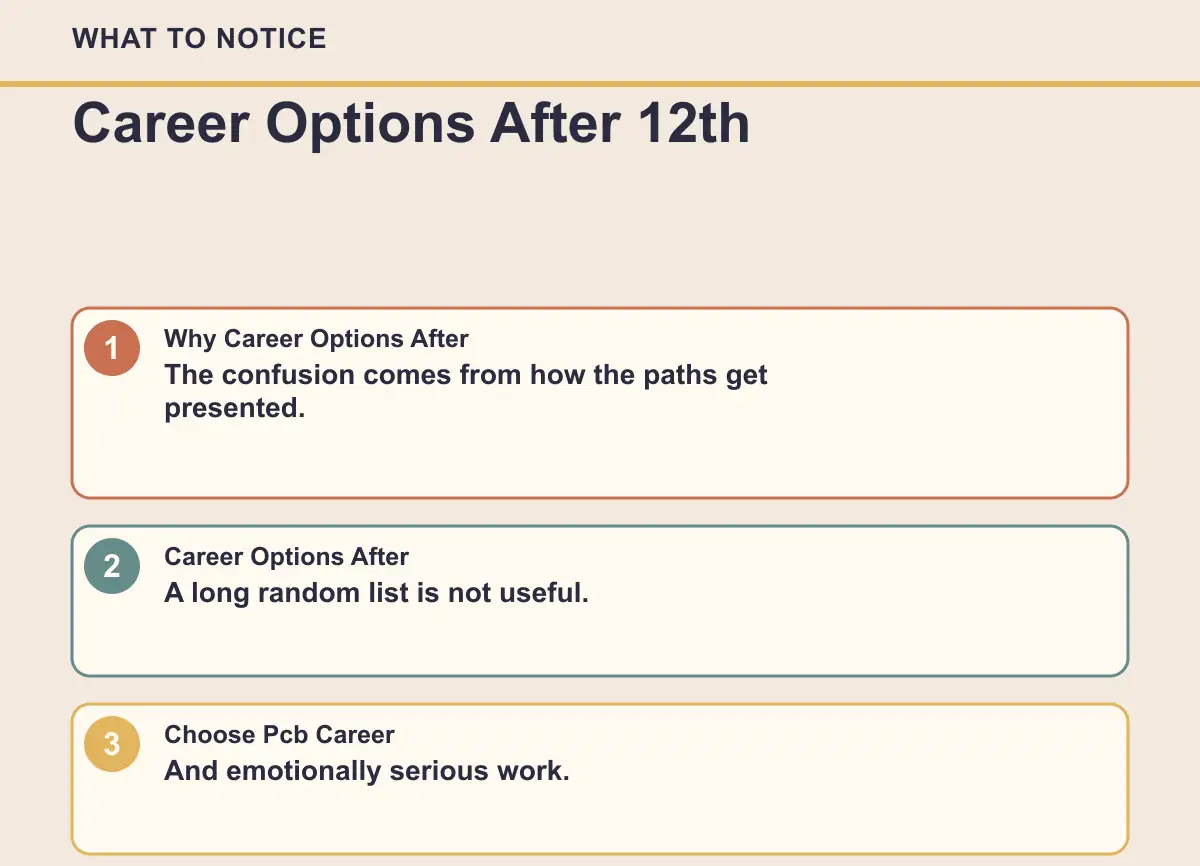 WHAT TO NOTICE
Career Options After 12th
1
Why Career Options After
The confusion comes from how the paths get
presented.
2
Career Options After
A long random list is not useful.
3
Choose Pcb Career
And emotionally serious work.